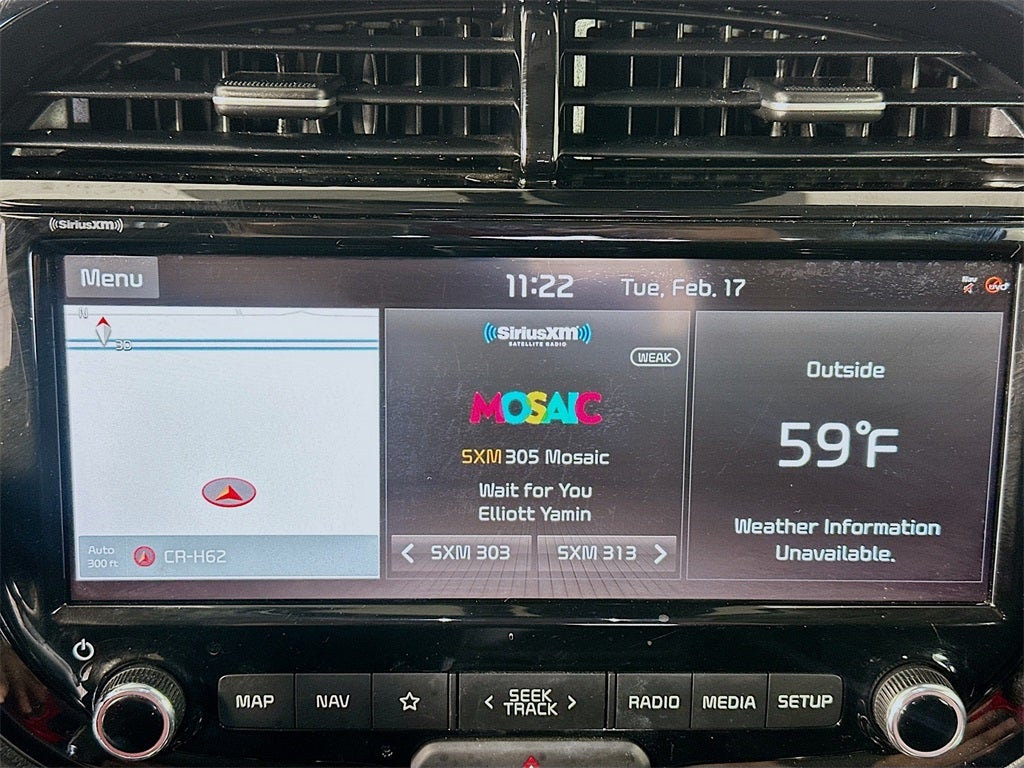 SiriusXM
Menu
11:22
Tue, Feb. 17
Nav
N
3D
SiriusXM
SATELLITE RADIO
WEAK
MOSAIC
SXM 305 Mosaic
Wait for You
Elliott Yamin
SXM 303
SXM 313
Outside
59°F
Weather Information
Unavailable.
Auto
300 ft
CR-H62
MAP
NAV
SEEK
TRACK
RADIO
MEDIA
SETUP